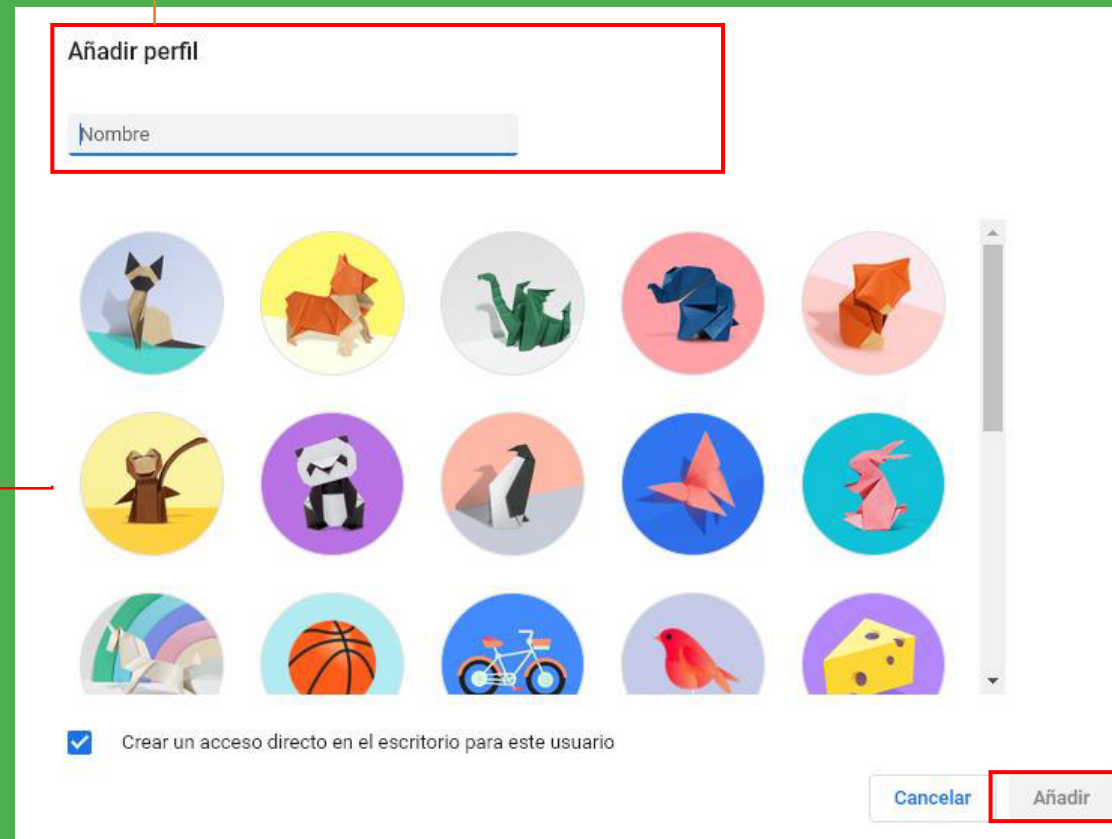 Añadir perfil
Nombre
Crear un acceso directo en el escritorio para este usuario
Cancelar
Añadir